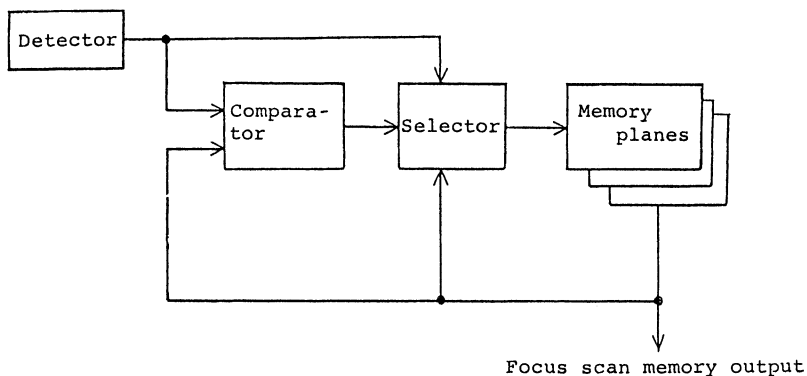 Detector
Compara-
tor
Selector
Memory
planes
Focus scan memory output